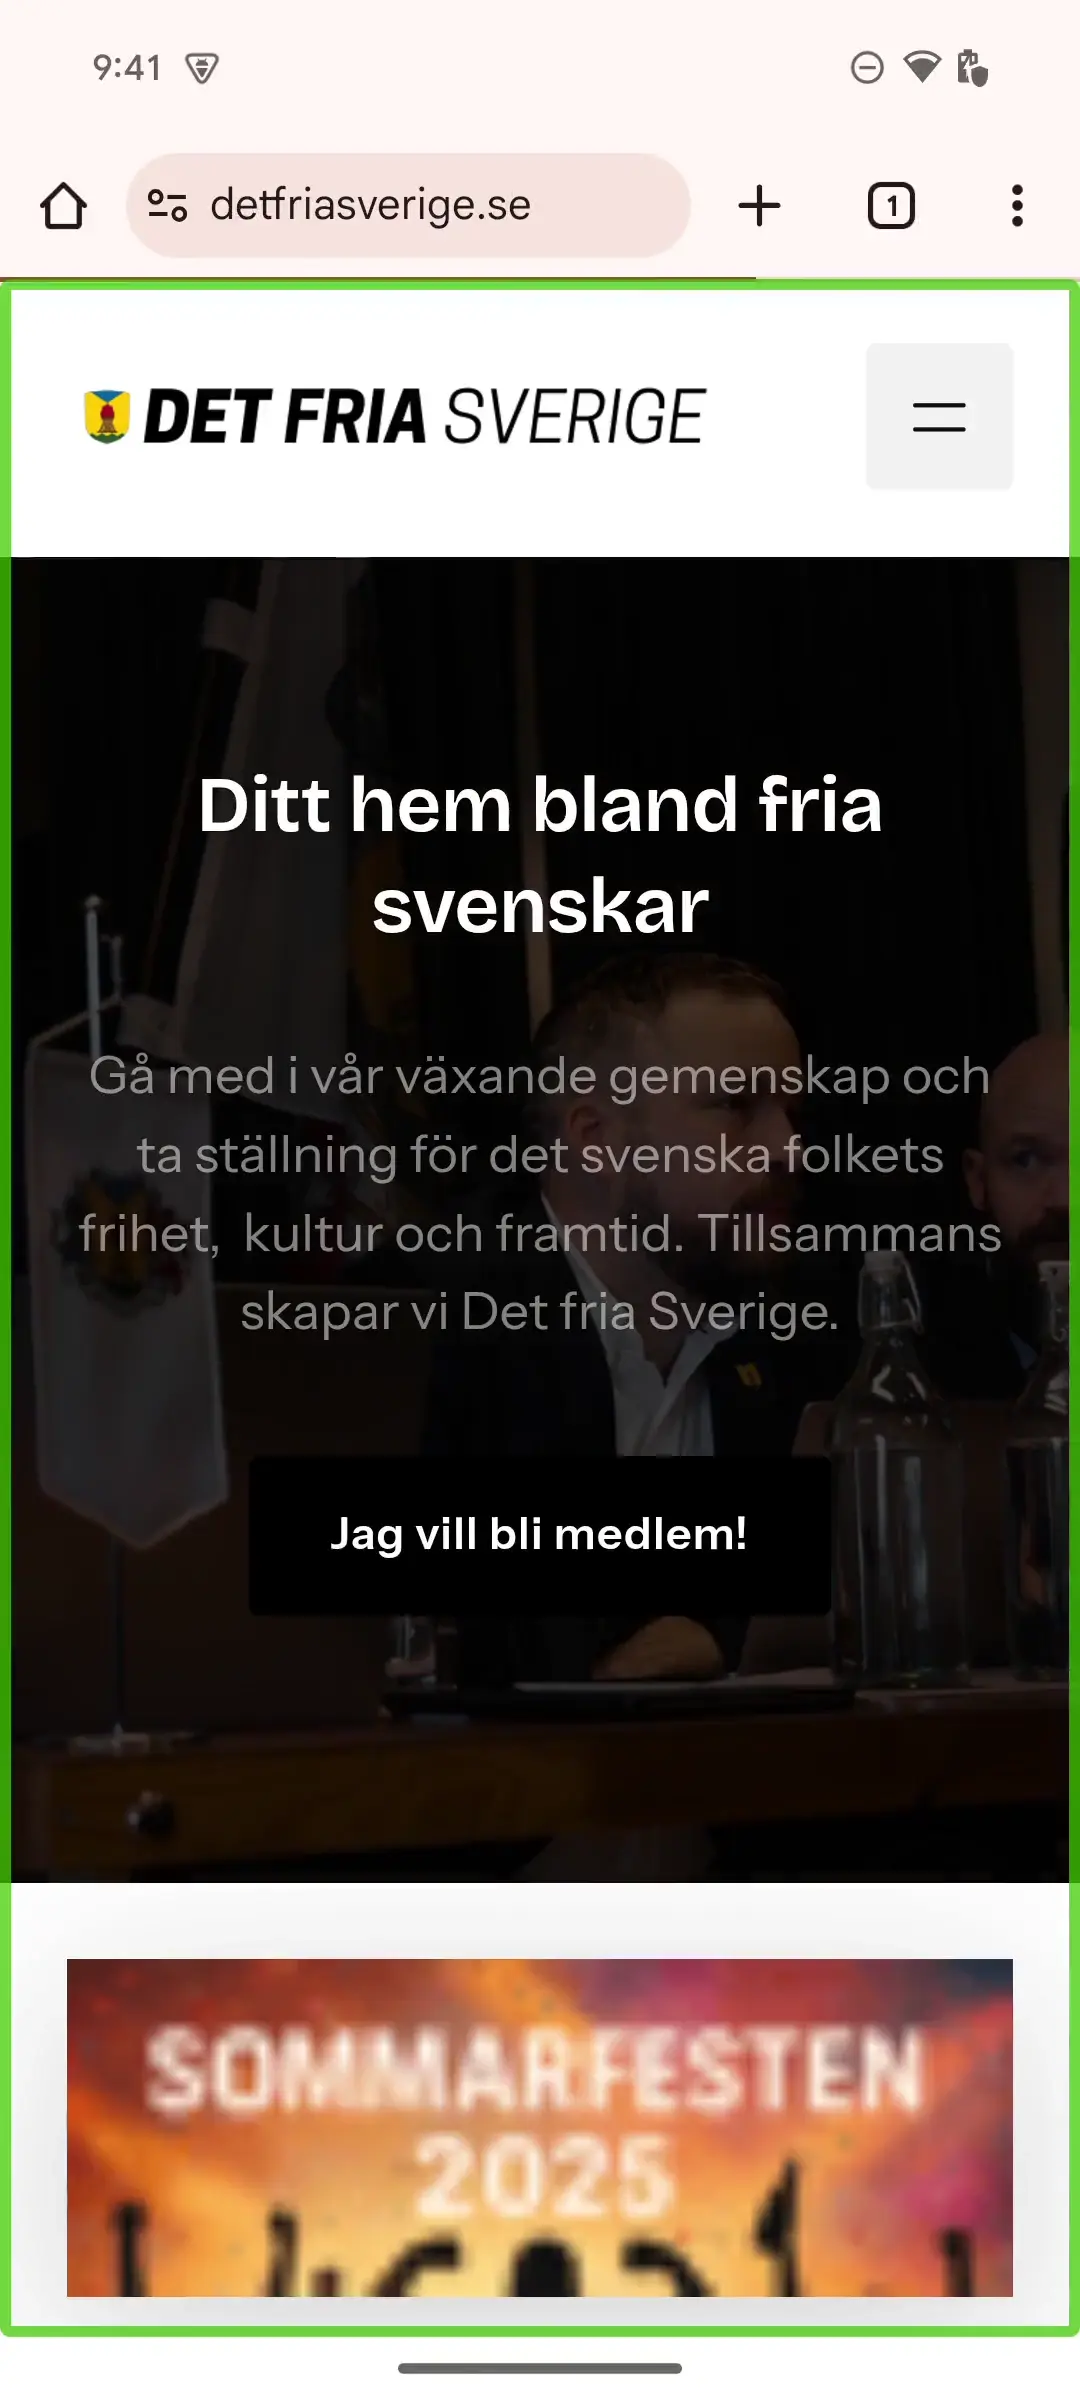 9:41
detfriasverige.se
1
DET FRIA SVERIGE
Ditt hem bland fria
svenskar
Gå med i vår växande gemenskap och
ta ställning för det svenska folkets
frihet,  kultur och framtid. Tillsammans
skapar vi Det fria Sverige.
Jag vill bli medlem!
SOMMARFESTEN
2025